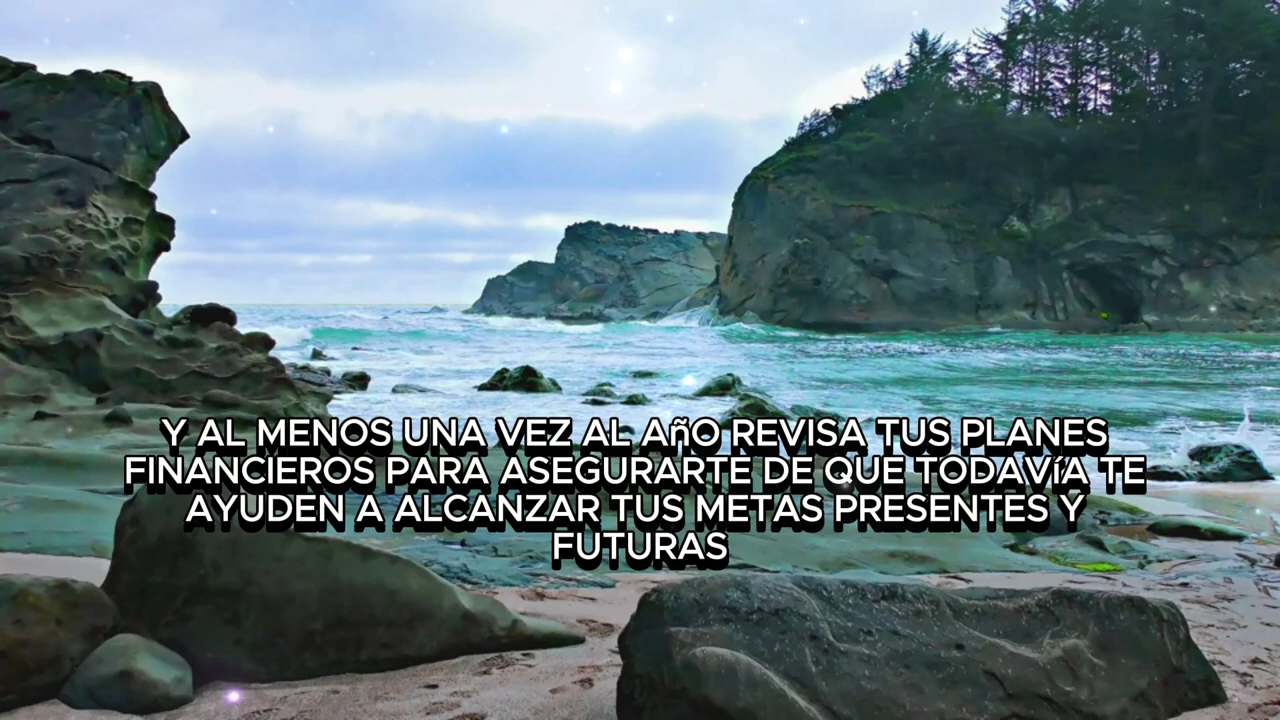 Y AL MENOS UNA VEZ AL AñO REVISA TUS PLANES
FINANCIEROS PARA ASEGURARTE DE QUE TODAVíA TE
AYUDEN A ALCANZAR TUS METAS PRESENTES Y
FUTURAS